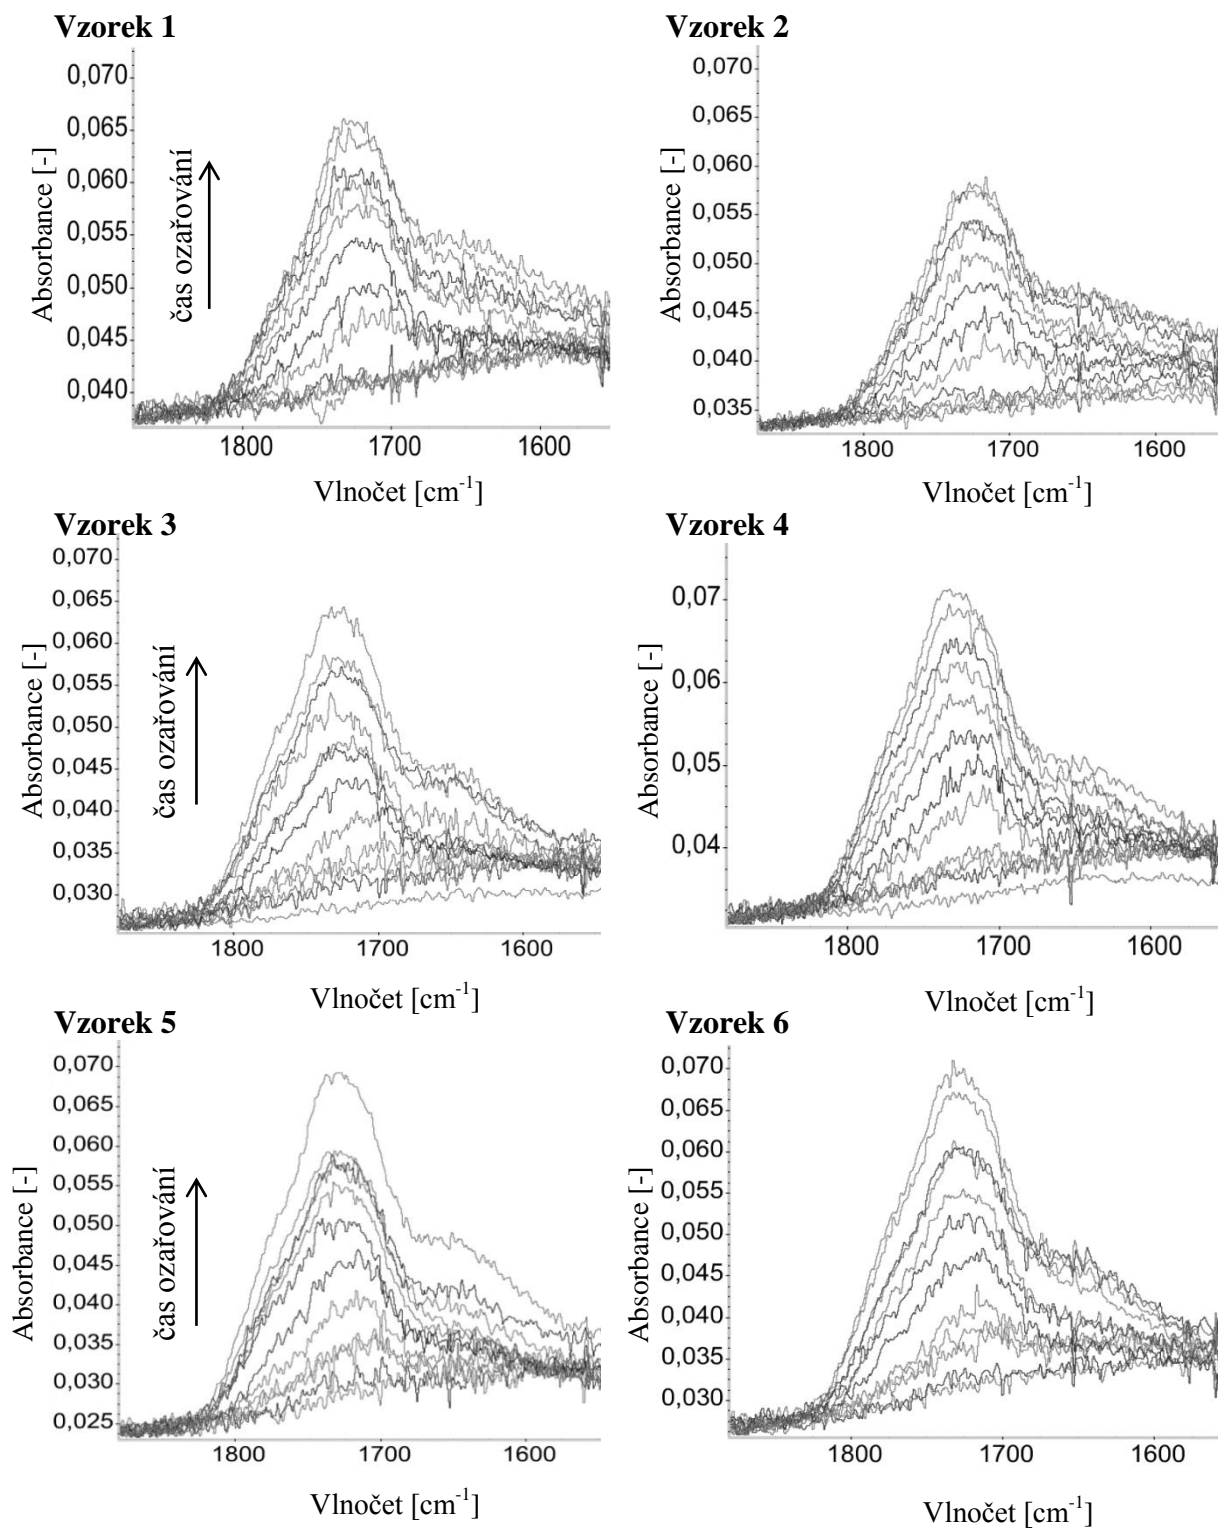 Vzorek 1
0,070
0,065
0,060
0,055
0,050
0,045
0,040
Absorbance [-]
čas ozařování
1800 1700 1600
Vlnočet [cm-1]
Vzorek 2
0,070
0,065
0,060
0,055
0,050
0,045
0,040
0,035
Absorbance [-]
1800 1700 1600
Vlnočet [cm-1]
Vzorek 3
0,070
0,065
0,060
0,055
0,050
0,045
0,040
0,035
0,030
Absorbance [-]
čas ozařování
1800 1700 1600
Vlnočet [cm-1]
Vzorek 4
0,07
0,06
0,05
0,04
Absorbance [-]
1800 1700 1600
Vlnočet [cm-1]
Vzorek 5
0,070
0,065
0,060
0,055
0,050
0,045
0,040
0,035
0,030
0,025
Absorbance [-]
čas ozařování
1800 1700 1600
Vlnočet [cm-1]
Vzorek 6
0,070
0,065
0,060
0,055
0,050
0,045
0,040
0,035
0,030
Absorbance [-]
1800 1700 1600
Vlnočet [cm-1]